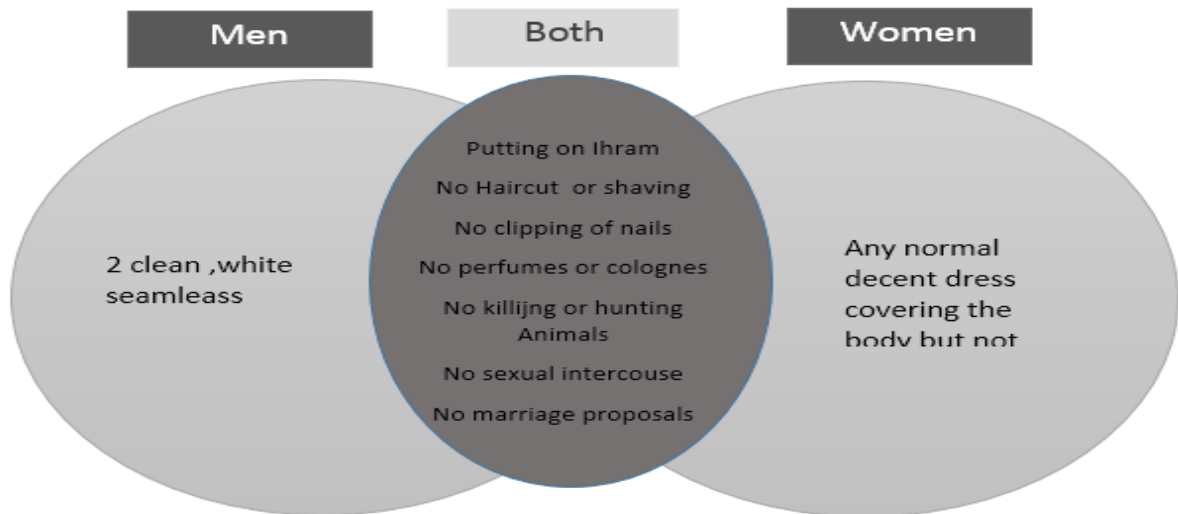 Men
Both
Women
Putting on Ihram
No Haircut or shaving
No clipping of nails
No perfumes or colognes
No killijng or hunting
Animals
No sexual intercouse
No marriage proposals
2 clean ,white
seamleass
Any normal
decent dress
covering the
body but not